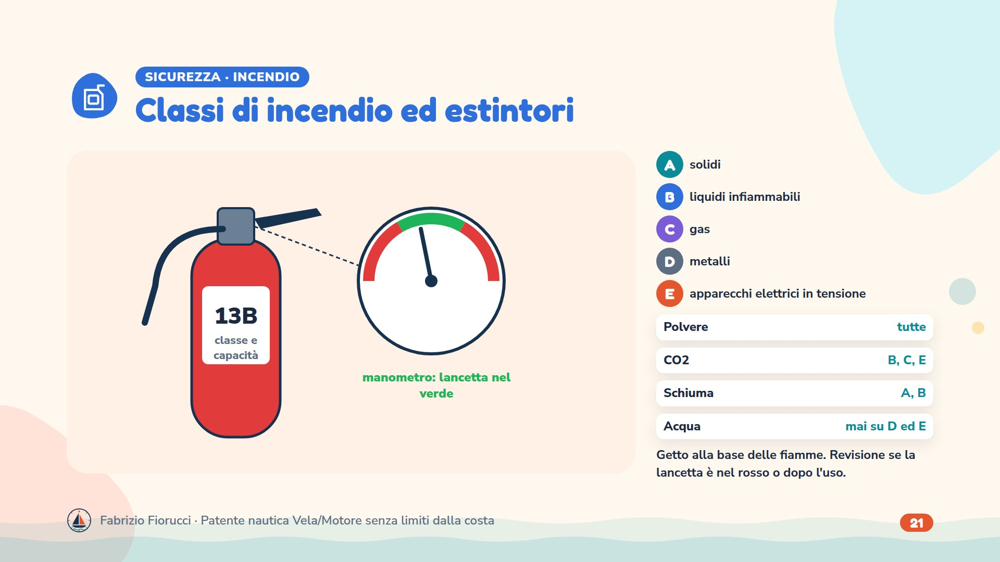 SICUREZZA · INCENDIO
Classi di incendio ed estintori
13B
classe e
capacità
manometro: lancetta nel
verde
A solidi
B liquidi infiammabili
C gas
D metalli
E apparecchi elettrici in tensione
Polvere tutte
CO2 B, C, E
Schiuma A, B
Acqua mai su D ed E
Getto alla base delle fiamme. Revisione se la
lancetta è nel rosso o dopo l'uso.
Fabrizio Fiorucci · Patente nautica Vela/Motore senza limiti dalla costa
21